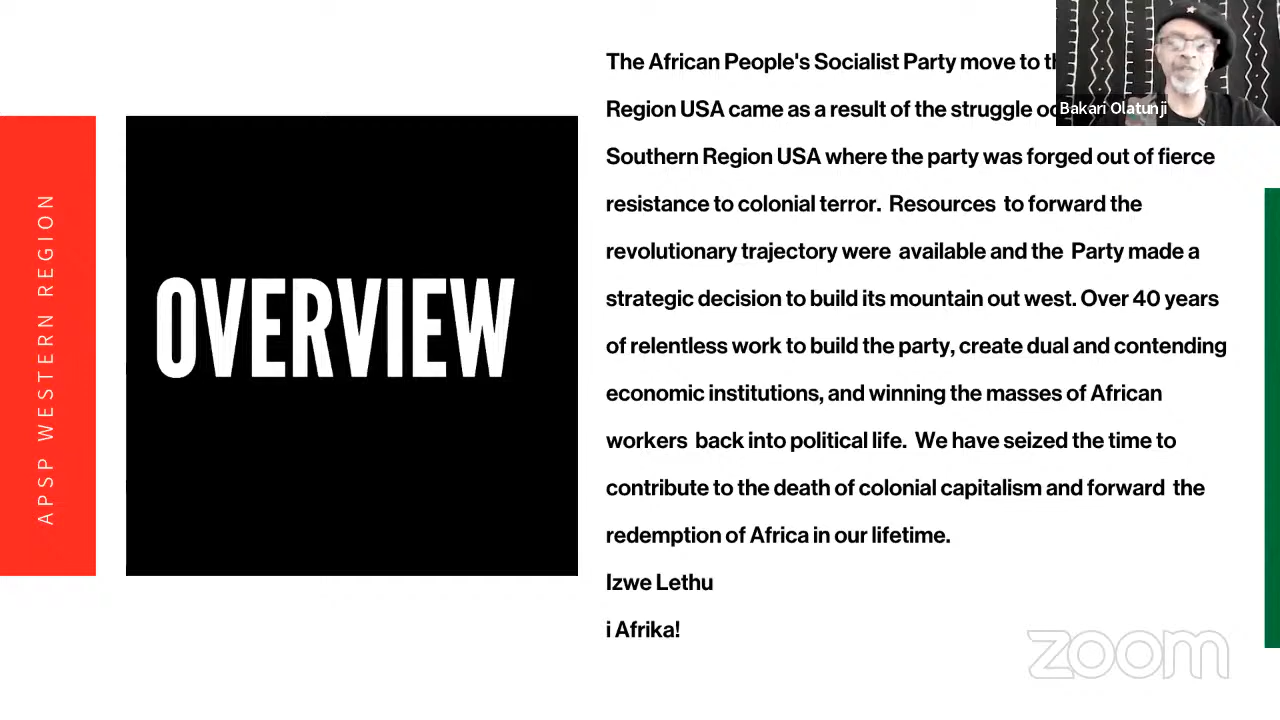 APSP WESTERN REGION
OVERVIEW
The African People's Socialist Party move to
Region USA came as a result of the struggle
Southern Region USA where the party was forged out of fierce
resistance to colonial terror. Resources to forward the
revolutionary trajectory were available and the Party made a
strategic decision to build its mountain out west. Over 40 years
of relentless work to build the party, create dual and contending
economic institutions, and winning the masses of African
workers back into political life. We have seized the time to
contribute to the death of colonial capitalism and forward the
redemption of Africa in our lifetime.
Izwe Lethu
i Afrika!
Bakari Olatunji
zoom